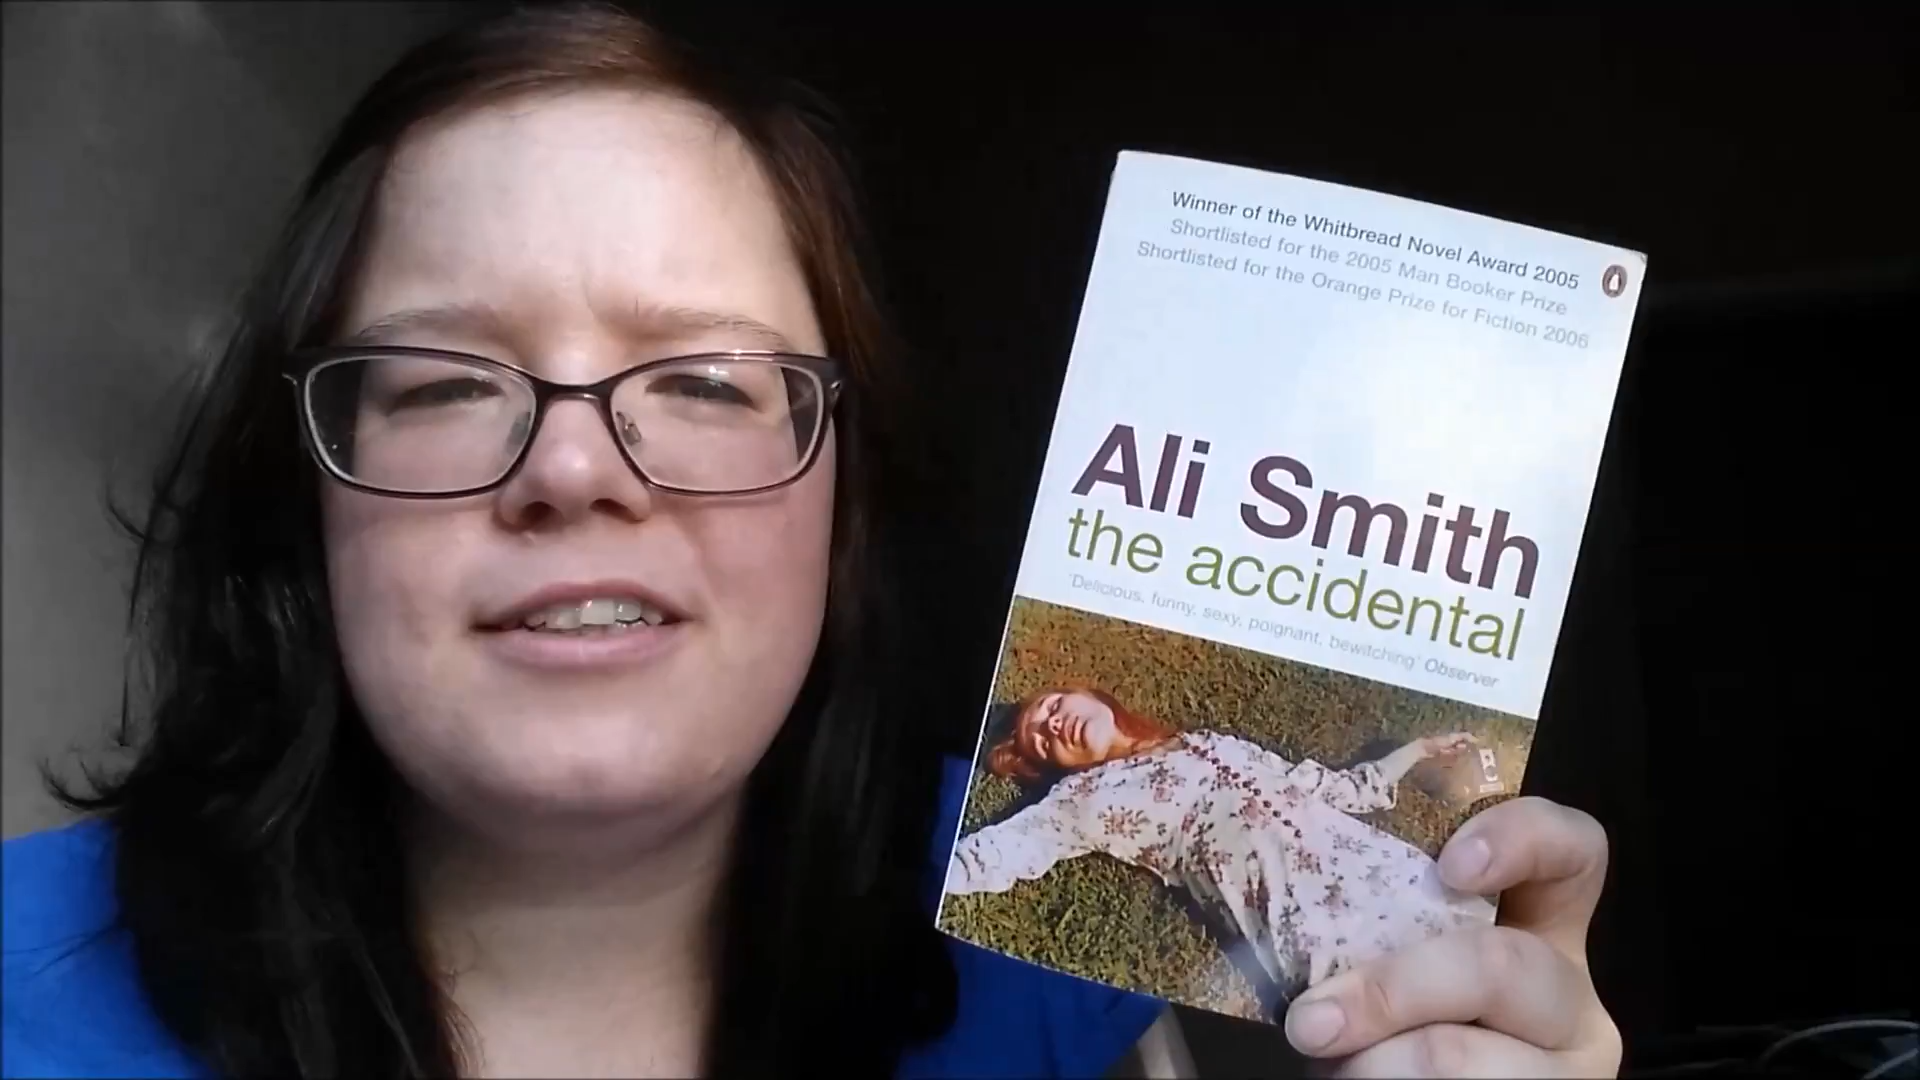 Winner of the Whitbread Novel Award 2005
Shortlisted for the 2005 Man Booker Prize
Shortlisted for the Orange Prize for Fiction 2006
Ali Smith
the accidental
'Delicious, funny, sexy, poignant, bewitching' Observer